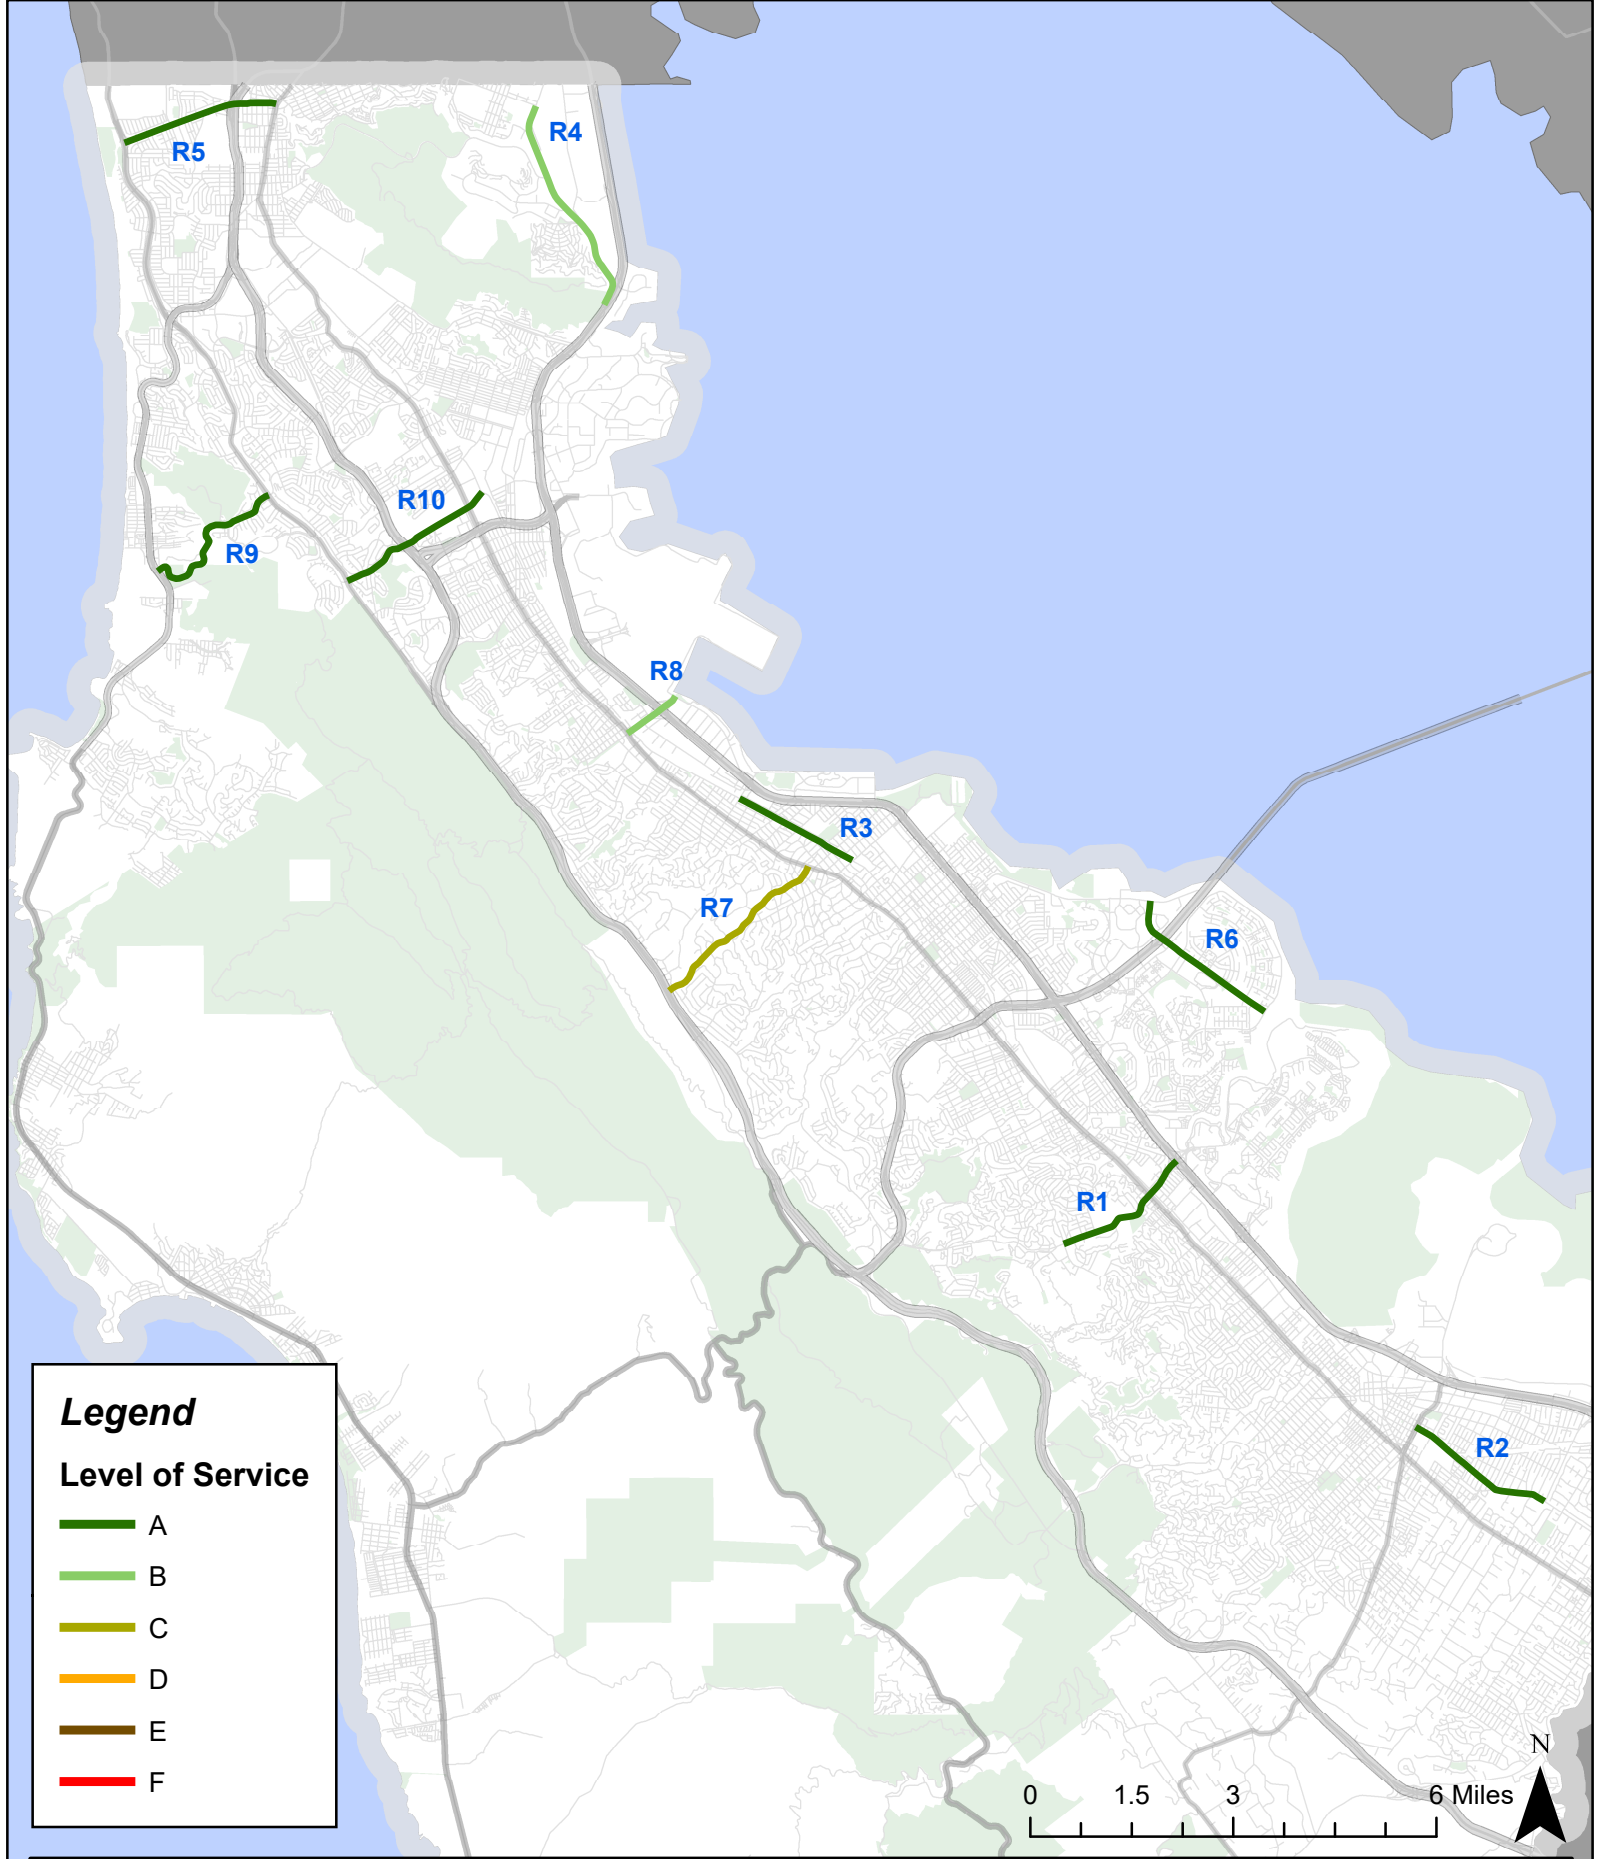 R5
R4
R10
R9
R8
R3
R7
R6
R1
R2
Legend
Level of Service
A
B
C
D
E
F
N
0 1.5 3 6 Miles